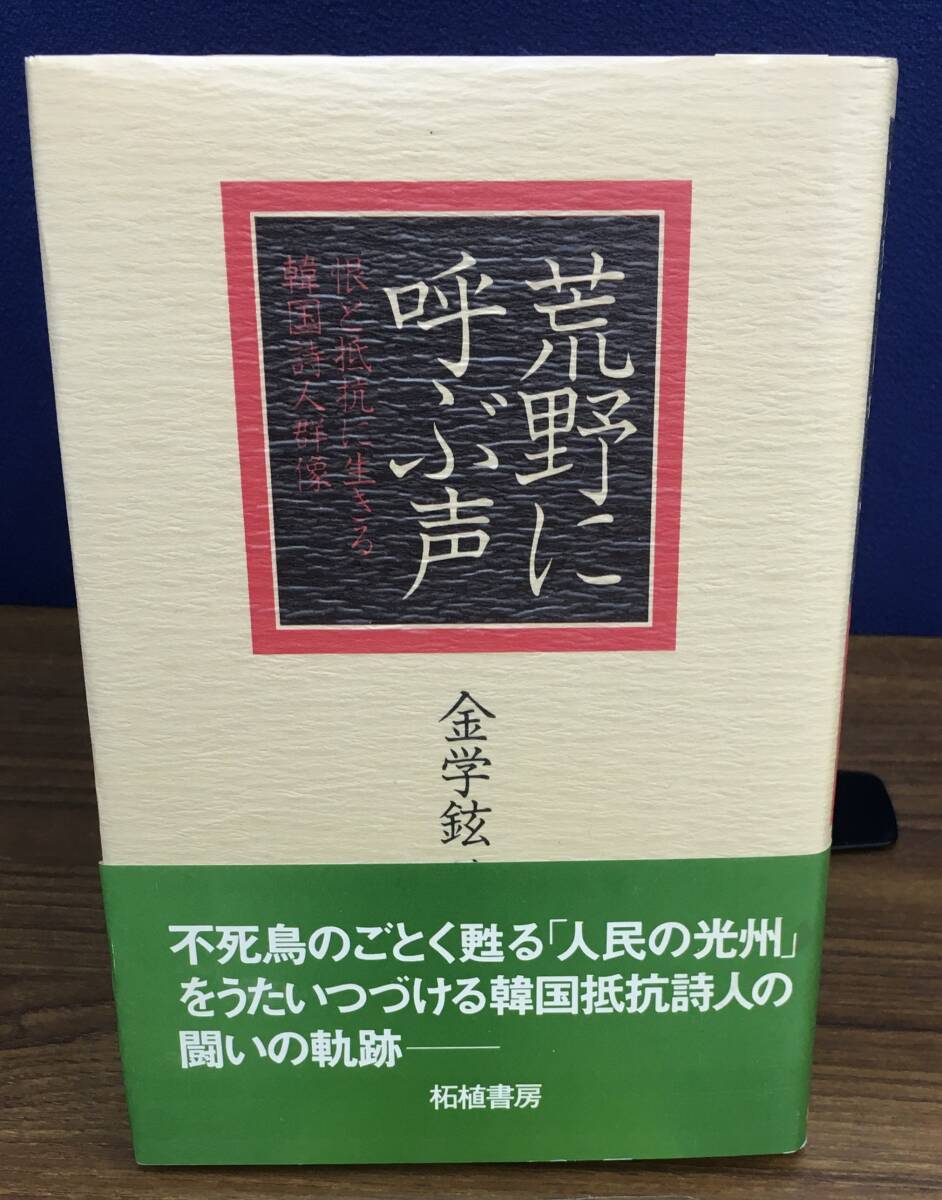 荒野に
呼ぶ声
恨と抵抗に生きる
韓国詩人群像
金学鉉
不死鳥のごとく甦る「人民の光州」
をうたいつづける韓国抵抗詩人の
闘いの軌跡——
柘植書房